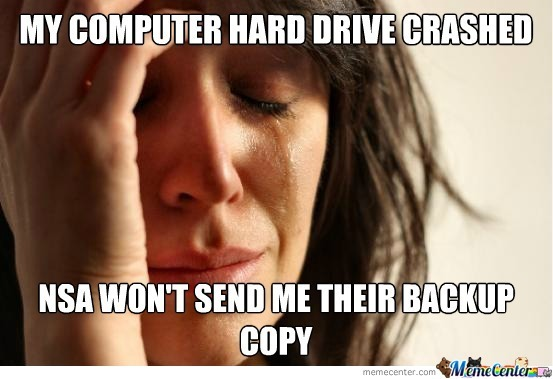 MY COMPUTER HARD DRIVE CRASHED
NSA WON'T SEND ME THEIR BACKUP
COPY
memecenter.com MemeCenter